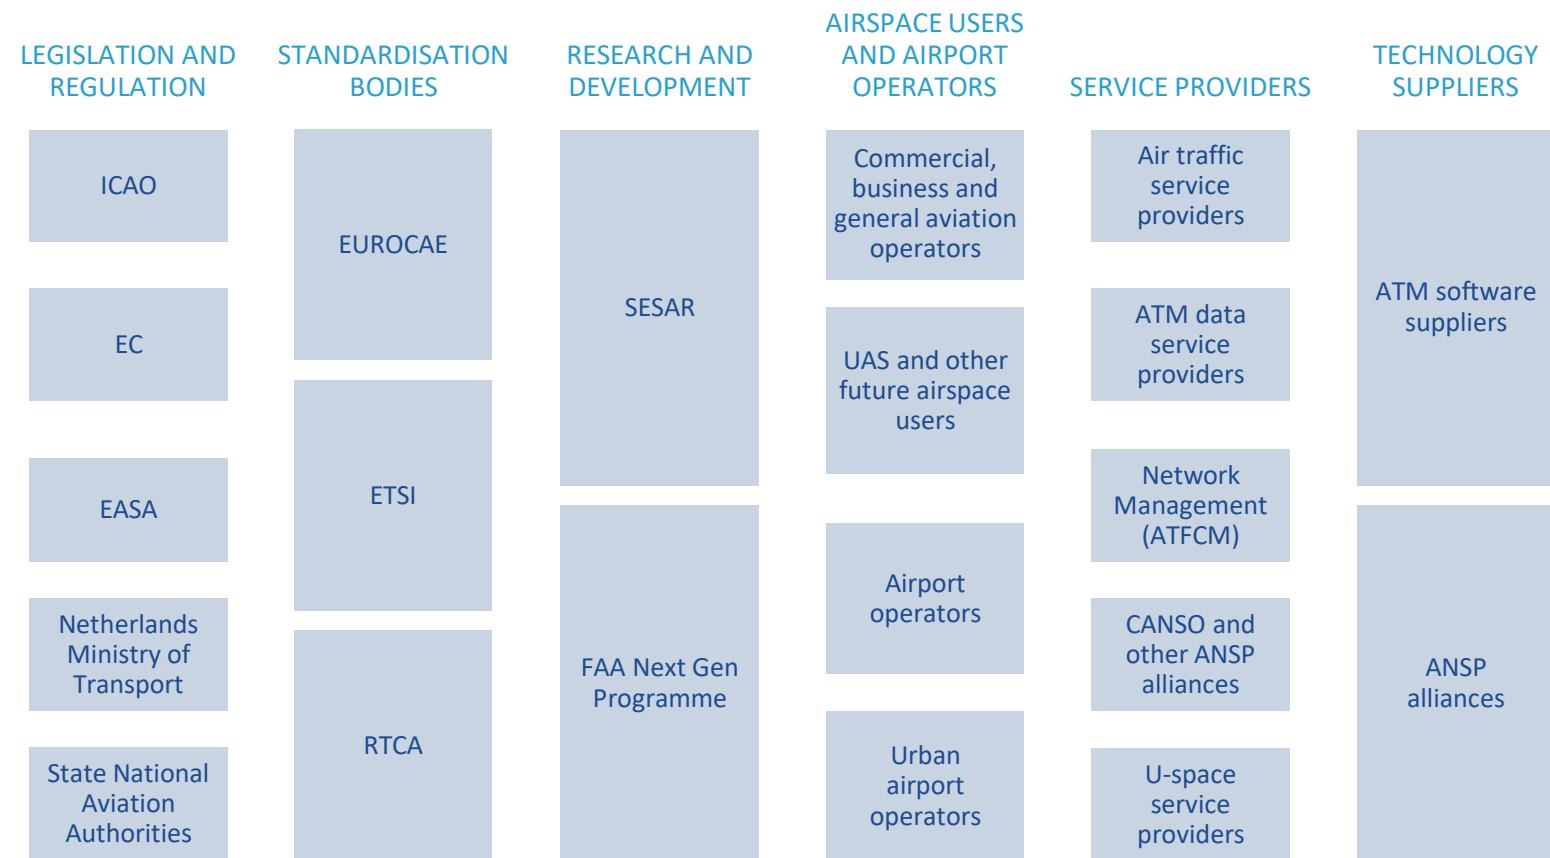 LEGISLATION AND
REGULATION
ICAO
EC
EASA
Netherlands
Ministry of
Transport
State National
Aviation
Authorities
STANDARDISATION
BODIES
EUROCAE
ETSI
RTCA
RESEARCH AND
DEVELOPMENT
SESAR
FAA Next Gen
Programme
AIRSPACE USERS
AND AIRPORT
OPERATORS
Commercial,
business and
general aviation
operators
UAS and other
future airspace
users
Airport
operators
Urban
airport
operators
SERVICE PROVIDERS
Air traffic
service
providers
ATM data
service
providers
Network
Management
(ATFCM)
CANSO and
other ANSP
alliances
U-space
service
providers
TECHNOLOGY
SUPPLIERS
ATM software
suppliers
ANSP
alliances